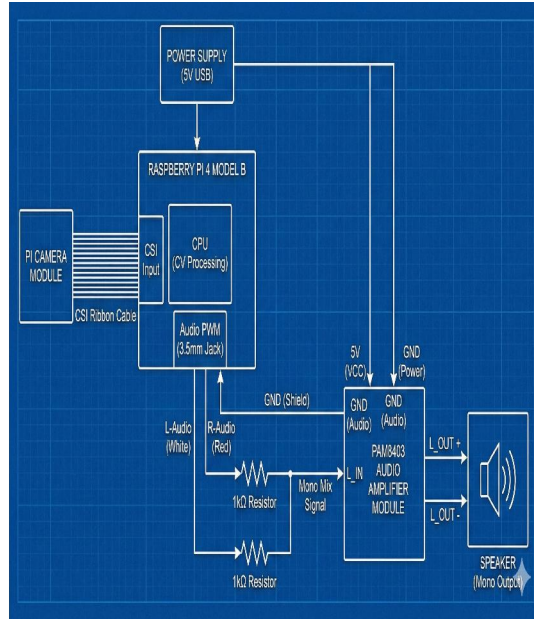 POWER SUPPLY
(5V USB)
RASPBERRY PI 4 MODEL B
PI CAMERA
MODULE
CSI
Input
CPU
(CV Processing)
CSI Ribbon Cable
Audio PWM
(3.5mm Jack)
5V
(VCC)
GND
(Power)
GND (Shield)
GND
(Audio)
GND
(Audio)
L-Audio
(White)
R-Audio
(Red)
PAM8403
AUDIO
AMPLIFIER
MODULE
L_IN
L_OUT +
L_OUT -
1kΩ Resistor
Mono Mix
Signal
1kΩ Resistor
SPEAKER
(Mono Output)